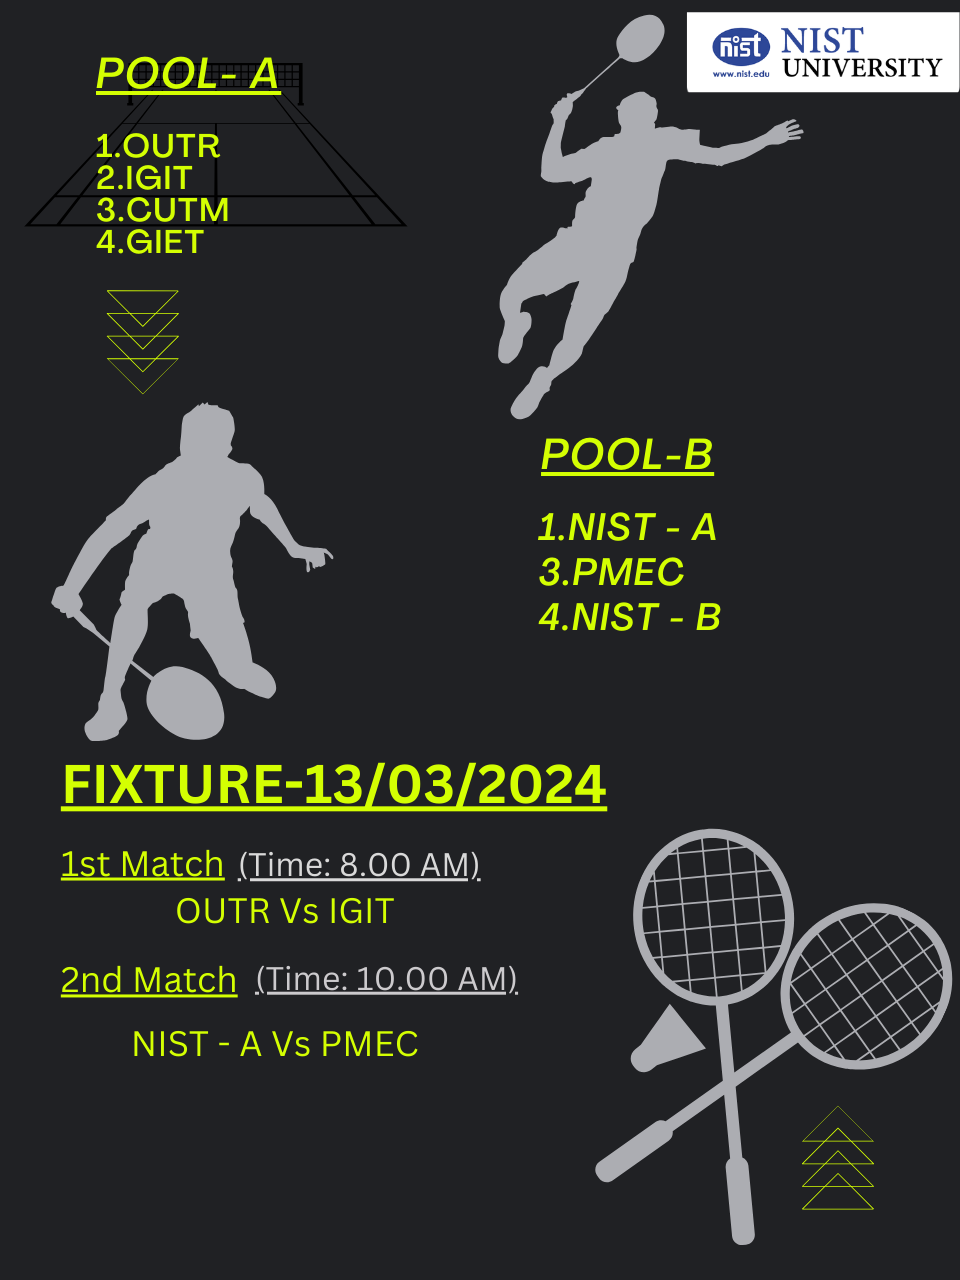 nist
www.nist.edu
NIST
UNIVERSITY
POOL- A
1.OUTR
2.IGIT
3.CUTM
4.GIET
POOL-B
1.NIST - A
3.PMEC
4.NIST - B
FIXTURE-13/03/2024
1st Match (Time: 8.00 AM)
OUTR Vs IGIT
2nd Match (Time: 10.00 AM)
NIST - A Vs PMEC